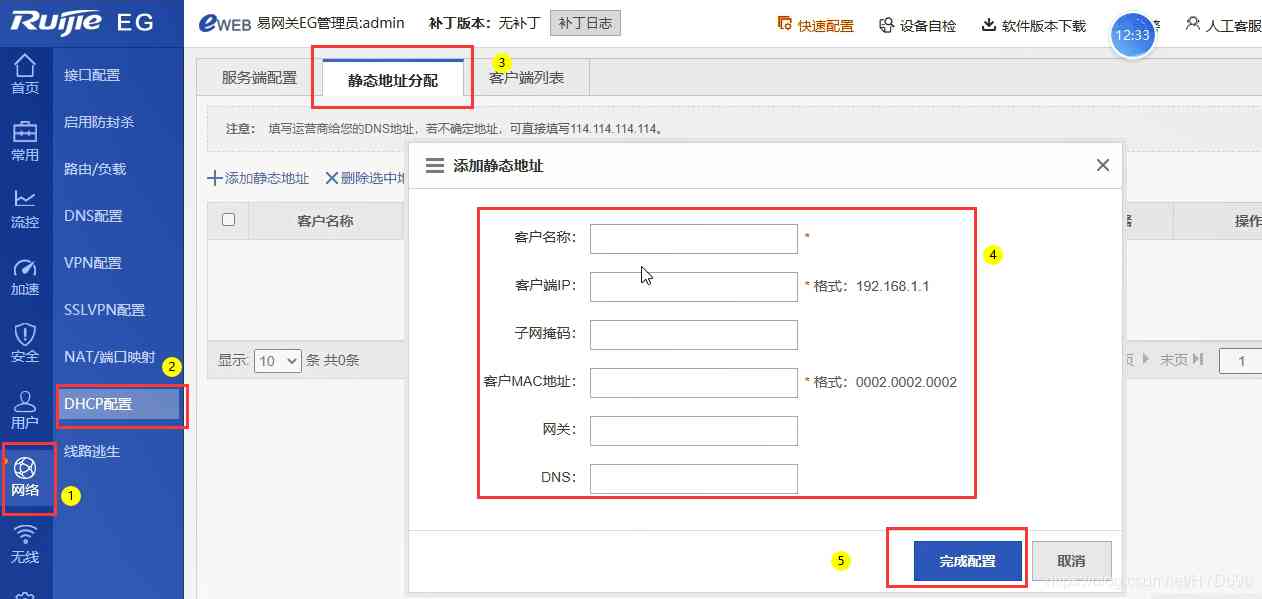 Ruijie EG
eWEB 易网关EG管理员:admin 补丁版本：无补丁 补丁日志 快速配置 设备自检 软件版本下载 12:33 人工客服
首页
常用
流控
加速
安全
用户
网络
无线
接口配置
启用防封杀
路由/负载
DNS配置
VPN配置
SSLVPN配置
NAT/端口映射
DHCP配置
线路逃生
1
2
服务端配置 静态地址分配 3 客户端列表
注意： 填写运营商给您的DNS地址，若不确定地址，可直接填写114.114.114.114。
添加静态地址 删除选中地
客户名称 操作
显示: 10 条 共0条 页 末页 1
添加静态地址
客户名称： *
客户端IP： * 格式：192.168.1.1
子网掩码：
客户MAC地址： * 格式：0002.0002.0002
网关：
DNS：
4
5
完成配置 取消